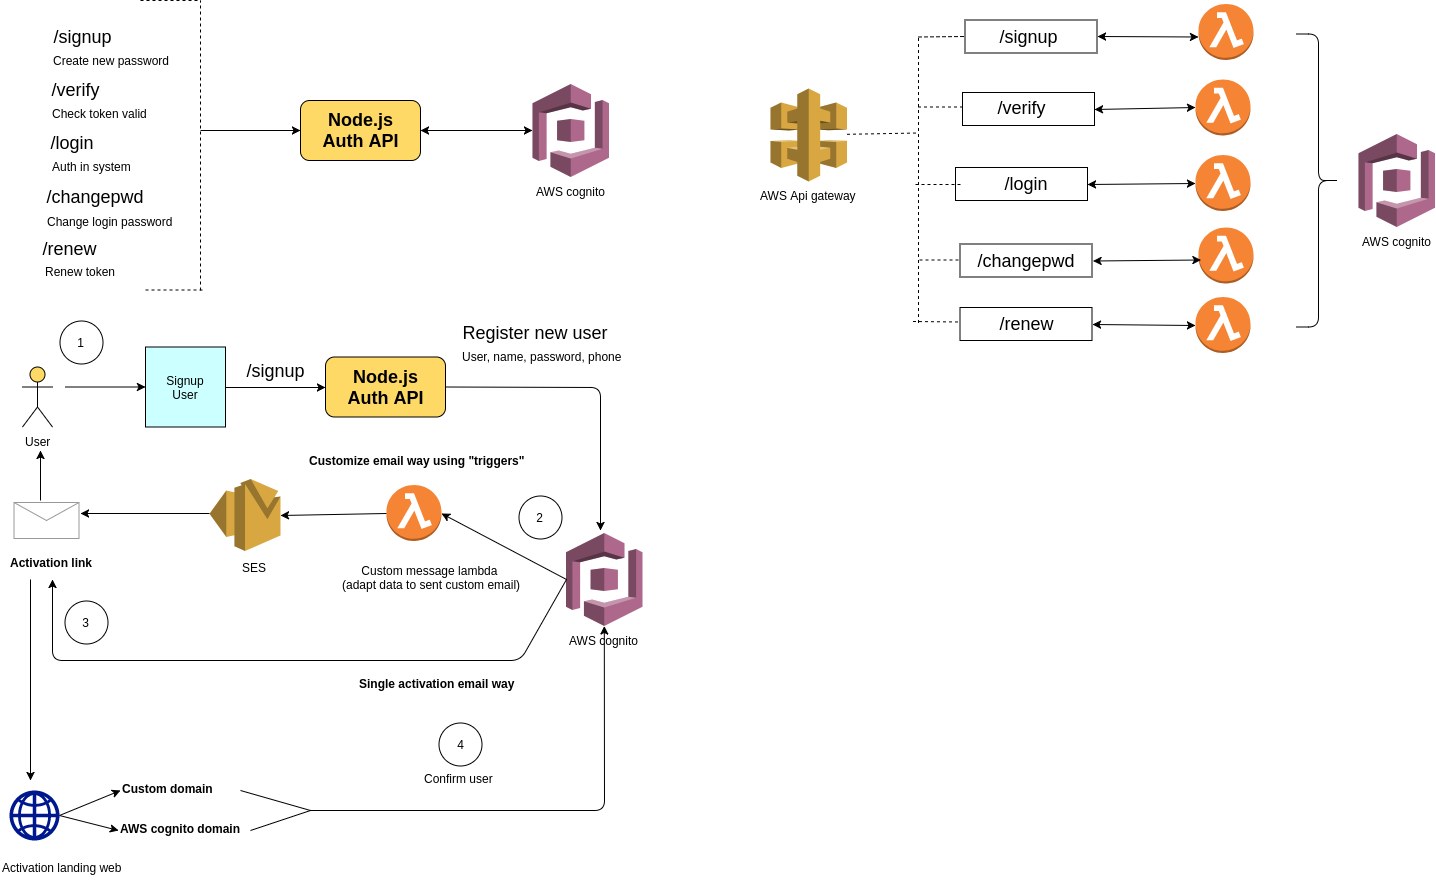 /signup
Create new password
/verify
Check token valid
/login
Auth in system
/changepwd
Change login password
/renew
Renew token
Node.js
Auth API
AWS cognito
AWS Api gateway
/signup
/verify
/login
/changepwd
/renew
AWS cognito
1
User
Signup
User
/signup
Node.js
Auth API
Register new user
User, name, password, phone
Customize email way using "triggers"
2
Custom message lambda
(adapt data to sent custom email)
SES
Activation link
3
AWS cognito
Single activation email way
4
Confirm user
Custom domain
AWS cognito domain
Activation landing web